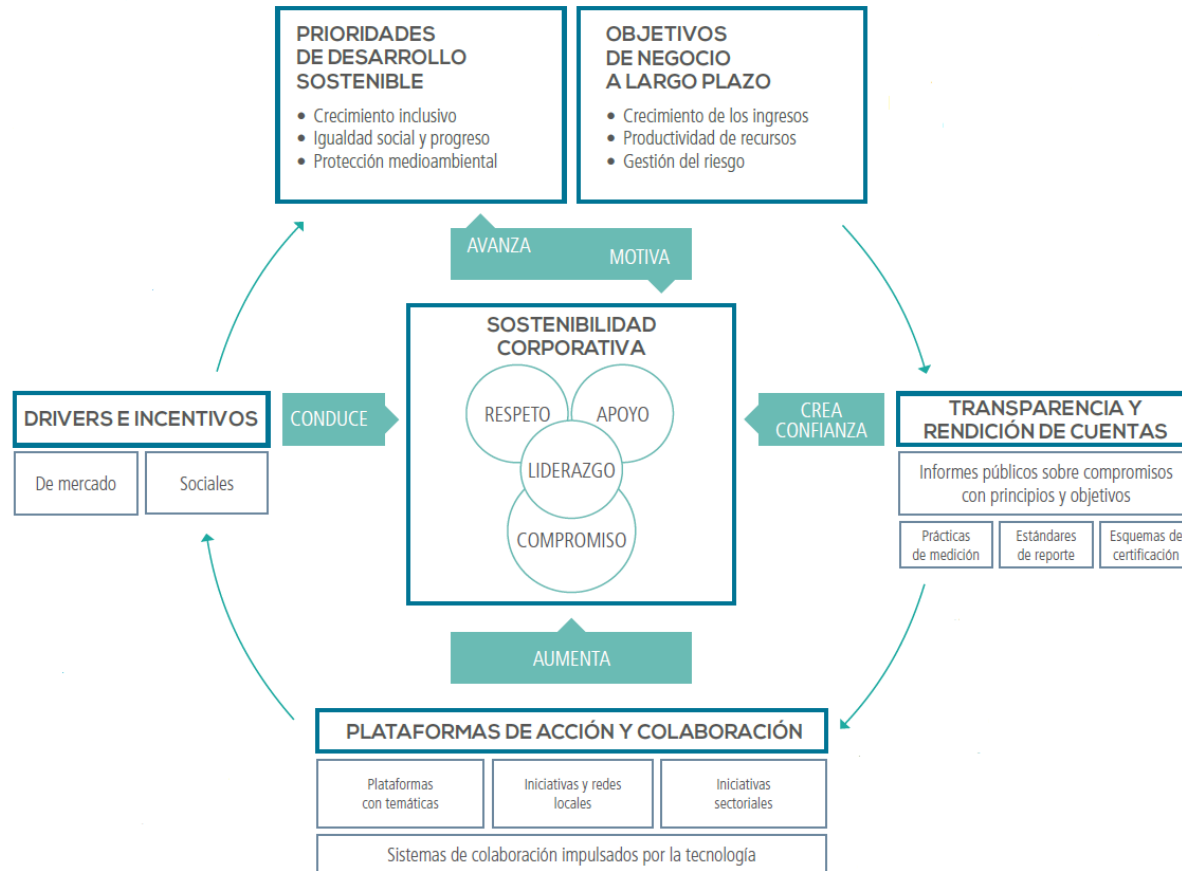 PRIORIDADES
DE DESARROLLO
SOSTENIBLE
• Crecimiento inclusivo
• Igualdad social y progreso
• Protección medioambiental
OBJETIVOS
DE NEGOCIO
A LARGO PLAZO
• Crecimiento de los ingresos
• Productividad de recursos
• Gestión del riesgo
AVANZA
MOTIVA
SOSTENIBILIDAD
CORPORATIVA
RESPETO
APOYO
LIDERAZGO
COMPROMISO
DRIVERS E INCENTIVOS
De mercado
Sociales
CONDUCE
CREA
CONFIANZA
TRANSPARENCIA Y
RENDICIÓN DE CUENTAS
Informes públicos sobre compromisos
con principios y objetivos
Prácticas
de medición
Estándares
de reporte
Esquemas de
certificación
AUMENTA
PLATAFORMAS DE ACCIÓN Y COLABORACIÓN
Plataformas
con temáticas
Iniciativas y redes
locales
Iniciativas
sectoriales
Sistemas de colaboración impulsados por la tecnología